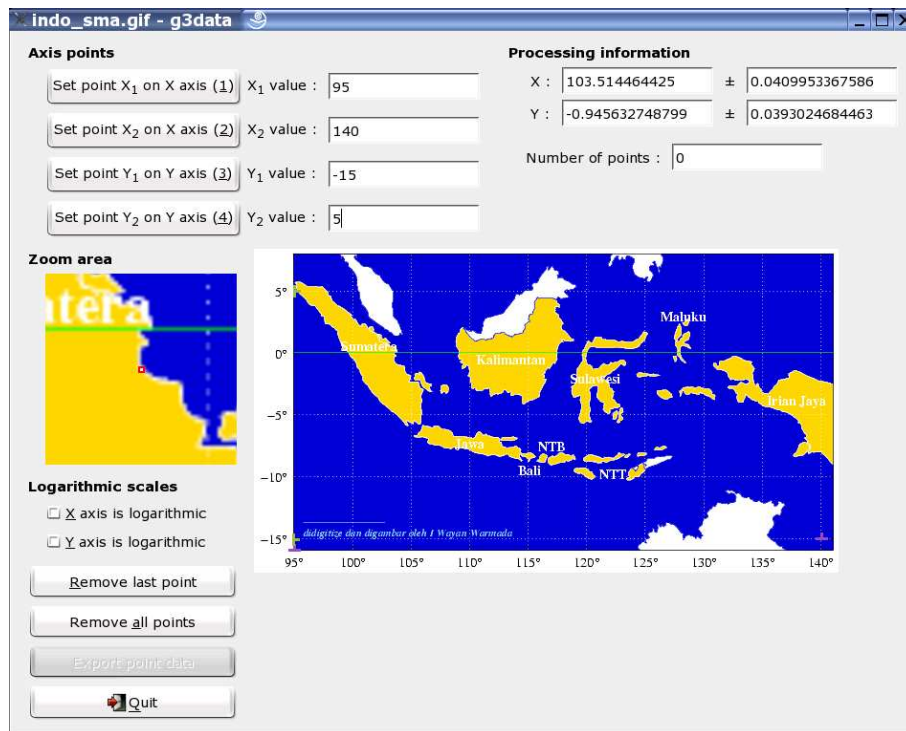 indo_sma.gif - g3data
Axis points
Set point X₁ on X axis (1) X₁ value : 95
Set point X₂ on X axis (2) X₂ value : 140
Set point Y₁ on Y axis (3) Y₁ value : -15
Set point Y₂ on Y axis (4) Y₂ value : 5
Processing information
X : 103.514464425 ± 0.0409953367586
Y : -0.945632748799 ± 0.0393024684463
Number of points : 0
Zoom area
atera
Logarithmic scales
X axis is logarithmic
Y axis is logarithmic
Remove last point
Remove all points
Export point data
Quit
5°
0°
−5°
−10°
−15°
Maluku
Sumatera
Kalimantan
Sulawesi
Irian Jaya
Jawa
NTB
Bali
NTT
didigitize dan digambar oleh I Wayan Warmada
95° 100° 105° 110° 115° 120° 125° 130° 135° 140°